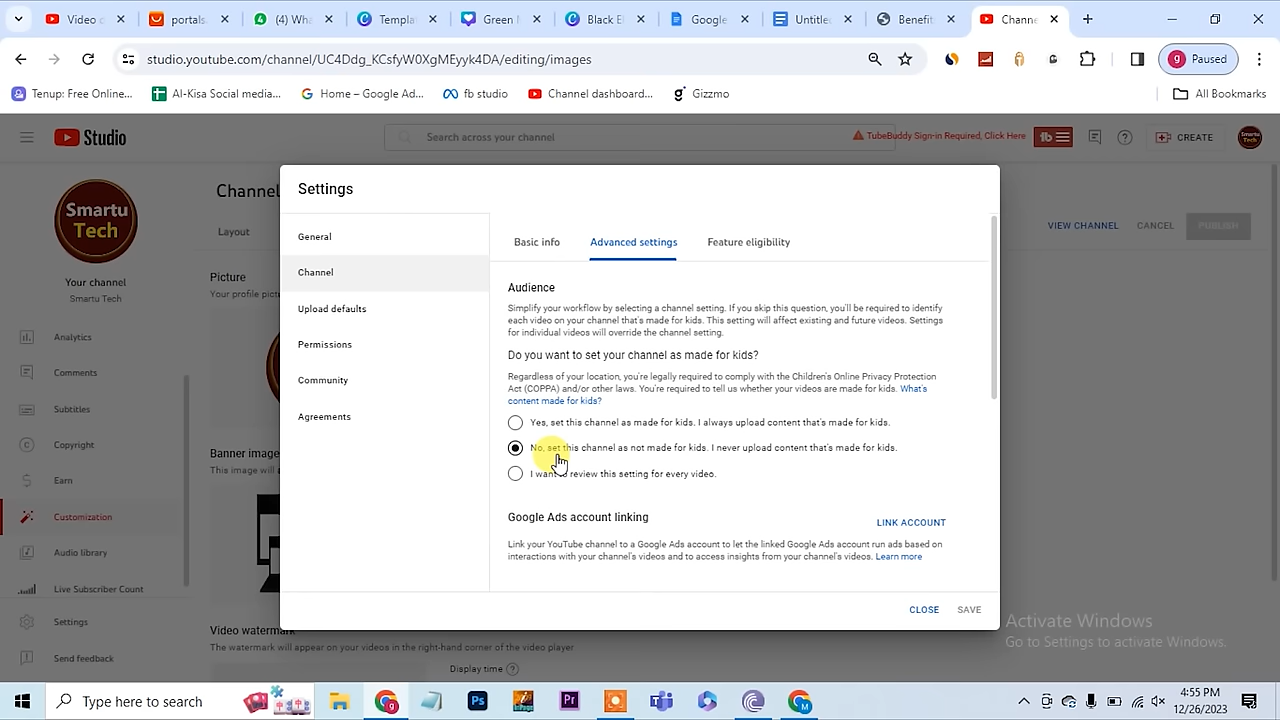 Video d
portals
(4) Wha
Templa
Green
Black E
Google
Untitle
Benefit
Channe
studio.youtube.com/channel/UC4Ddg_KCsfyW0XgMEyyK4DA/editing/images
Paused
Tenup: Free Online...
Al-Kisa Social media...
Home – Google Ad...
fb studio
Channel dashboard...
Gizzmo
All Bookmarks
Studio
Search across your channel
TubeBuddy Sign-in Required, Click Here
CREATE
Smartu Tech
Your channel
Smartu Tech
Analytics
Comments
Subtitles
Copyright
Earn
Customization
Audio library
Live Subscriber Count
Settings
Send feedback
Channel
Layout
VIEW CHANNEL
CANCEL
PUBLISH
Picture
Your profile pictu
Banner image
This image will a
Video watermark
The watermark will appear on your videos in the right-hand corner of the video player
Display time
Settings
General
Channel
Upload defaults
Permissions
Community
Agreements
Basic info
Advanced settings
Feature eligibility
Audience
Simplify your workflow by selecting a channel setting. If you skip this question, you'll be required to identify
each video on your channel that's made for kids. This setting will affect existing and future videos. Settings
for individual videos will override the channel setting.
Do you want to set your channel as made for kids?
Regardless of your location, you're legally required to comply with the Children's Online Privacy Protection
Act (COPPA) and/or other laws. You're required to tell us whether your videos are made for kids. What's
content made for kids?
Yes, set this channel as made for kids. I always upload content that's made for kids.
No, set this channel as not made for kids. I never upload content that's made for kids.
I want to review this setting for every video.
Google Ads account linking
LINK ACCOUNT
Link your YouTube channel to a Google Ads account to let the linked Google Ads account run ads based on
interactions with your channel's videos and to access insights from your channel's videos. Learn more
CLOSE
SAVE
Activate Windows
Go to Settings to activate Windows.
Type here to search
4:55 PM
12/26/2023